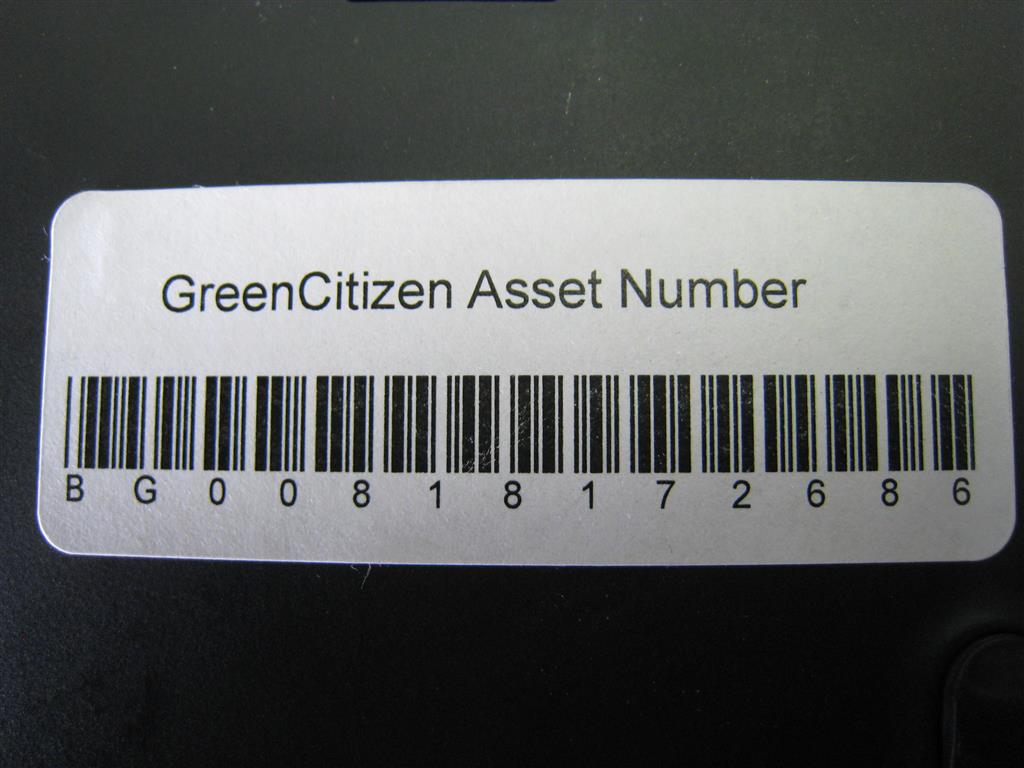 GreenCitizen Asset Number
B G 0 0 8 1 8 1 7 2 6 8 6